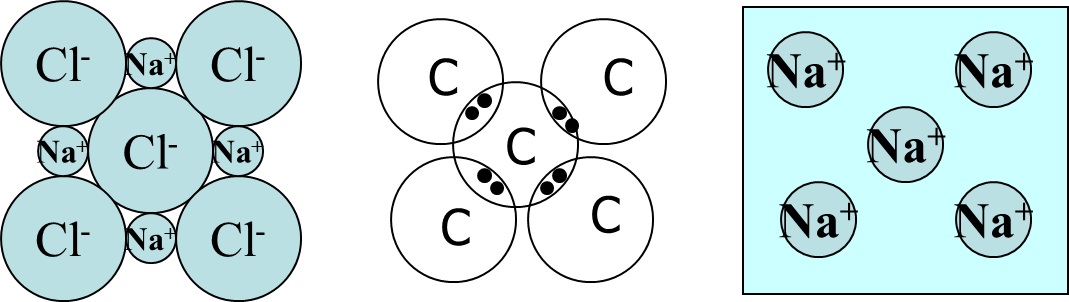 Cl⁻ Na⁺ Cl⁻
Na⁺ Cl⁻ Na⁺
Cl⁻ Na⁺ Cl⁻
C C
C
C C
Na⁺ Na⁺
Na⁺
Na⁺ Na⁺